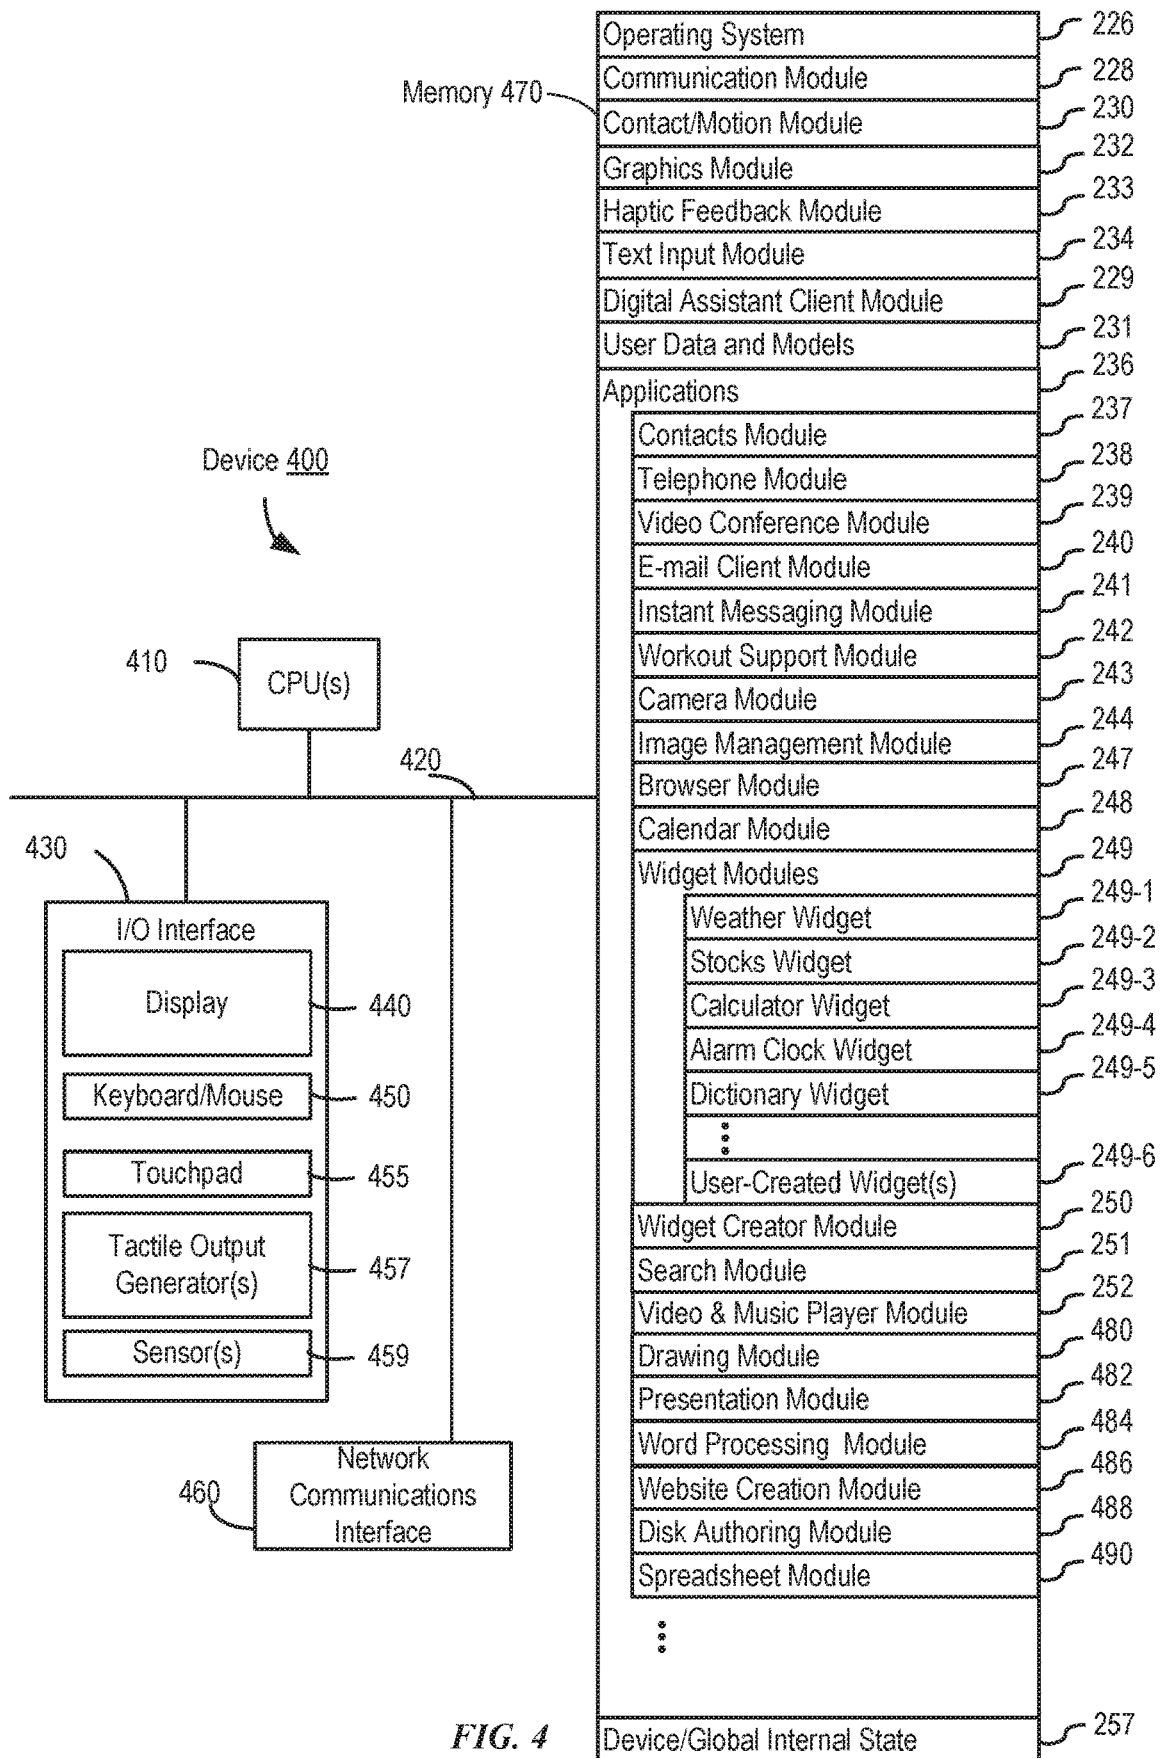 Operating System 226
Communication Module 228
Memory 470
Contact/Motion Module 230
Graphics Module 232
Haptic Feedback Module 233
Text Input Module 234
Digital Assistant Client Module 229
User Data and Models 231
Applications 236
Contacts Module 237
Telephone Module 238
Video Conference Module 239
E-mail Client Module 240
Instant Messaging Module 241
Workout Support Module 242
Camera Module 243
Image Management Module 244
Browser Module 247
Calendar Module 248
Widget Modules 249
Weather Widget 249-1
Stocks Widget 249-2
Calculator Widget 249-3
Alarm Clock Widget 249-4
Dictionary Widget 249-5
User-Created Widget(s) 249-6
Widget Creator Module 250
Search Module 251
Video & Music Player Module 252
Drawing Module 480
Presentation Module 482
Word Processing Module 484
Website Creation Module 486
Disk Authoring Module 488
Spreadsheet Module 490
Device/Global Internal State 257
Device 400
410
CPU(s)
420
430
I/O Interface
Display 440
Keyboard/Mouse 450
Touchpad 455
Tactile Output
Generator(s) 457
Sensor(s) 459
460
Network
Communications
Interface
FIG. 4